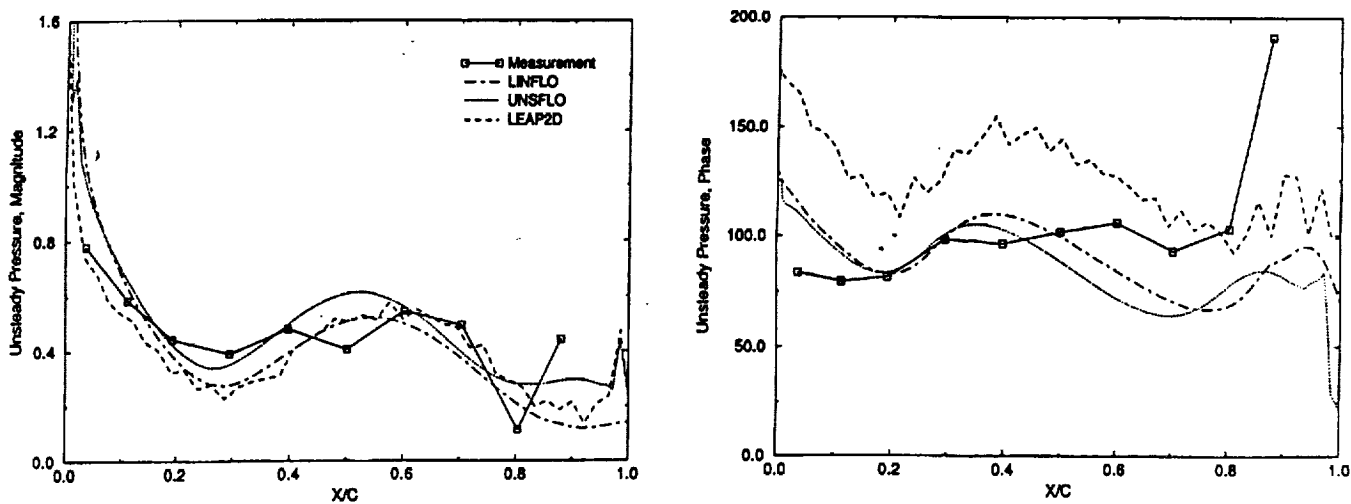 1.6
1.2
0.8
0.4
0.0
0.0 0.2 0.4 0.6 0.8 1.0
X/C
Unsteady Pressure, Magnitude
Measurement
LINFLO
UNSFLO
LEAP2D
200.0
150.0
100.0
50.0
0.0
0.0 0.2 0.4 0.6 0.8 1.0
X/C
Unsteady Pressure, Phase